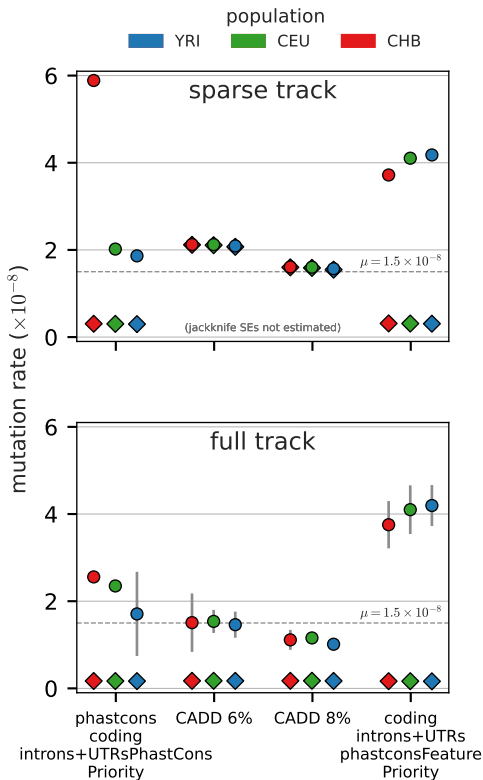 population
YRI CEU CHB
6
sparse track
4
2
μ = 1.5 × 10⁻⁸
(jackknife SEs not estimated)
0
mutation rate (×10⁻⁸)
6
full track
4
2
μ = 1.5 × 10⁻⁸
0
phastcons
coding
introns+UTRsPhastCons
Priority
CADD 6%
CADD 8%
coding
introns+UTRs
phastconsFeature
Priority